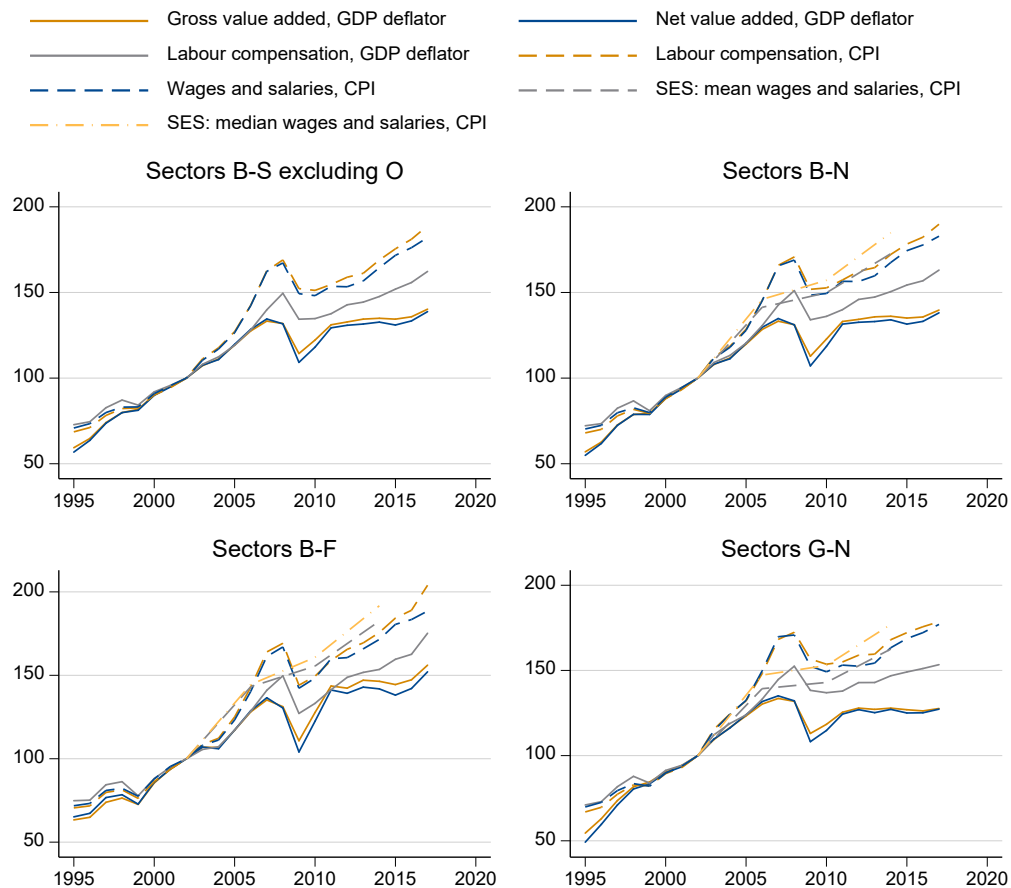 Gross value added, GDP deflator
Net value added, GDP deflator
Labour compensation, GDP deflator
Labour compensation, CPI
Wages and salaries, CPI
SES: mean wages and salaries, CPI
SES: median wages and salaries, CPI
Sectors B-S excluding O
200
150
100
50
1995 2000 2005 2010 2015 2020
Sectors B-N
200
150
100
50
1995 2000 2005 2010 2015 2020
Sectors B-F
200
150
100
50
1995 2000 2005 2010 2015 2020
Sectors G-N
200
150
100
50
1995 2000 2005 2010 2015 2020